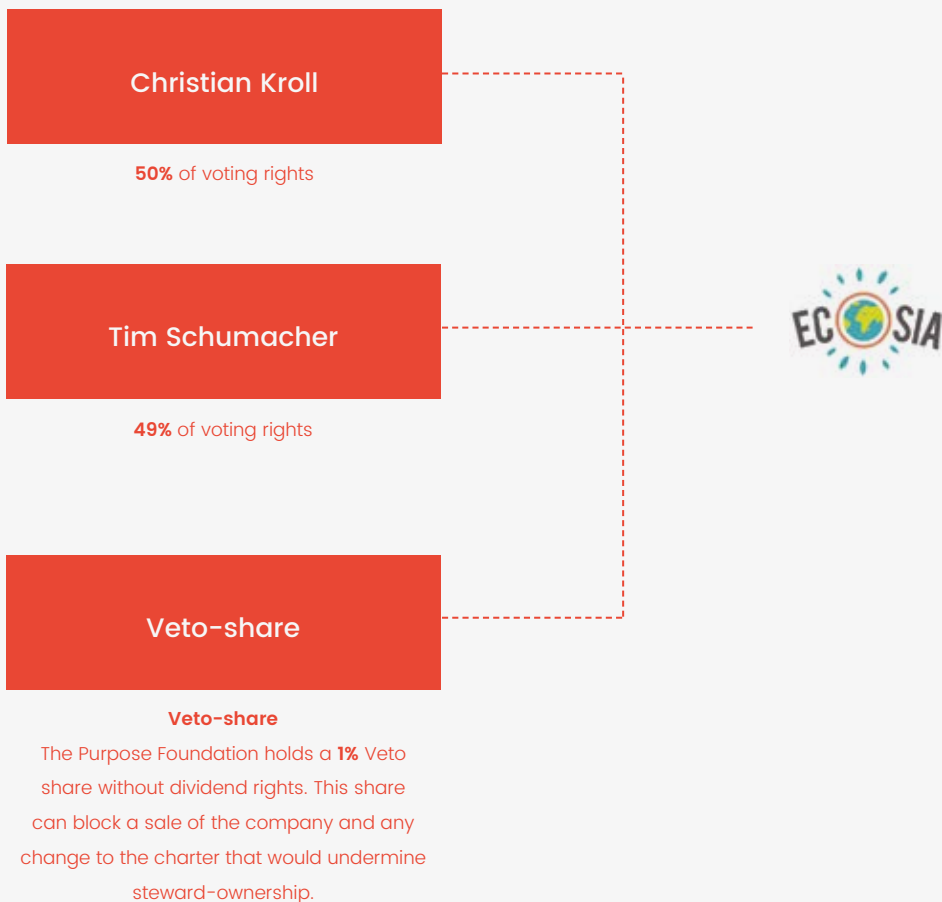 Christian Kroll
50% of voting rights
Tim Schumacher
ECOSIA
49% of voting rights
Veto-share
Veto-share
The Purpose Foundation holds a 1% Veto
share without dividend rights. This share
can block a sale of the company and any
change to the charter that would undermine
steward-ownership.